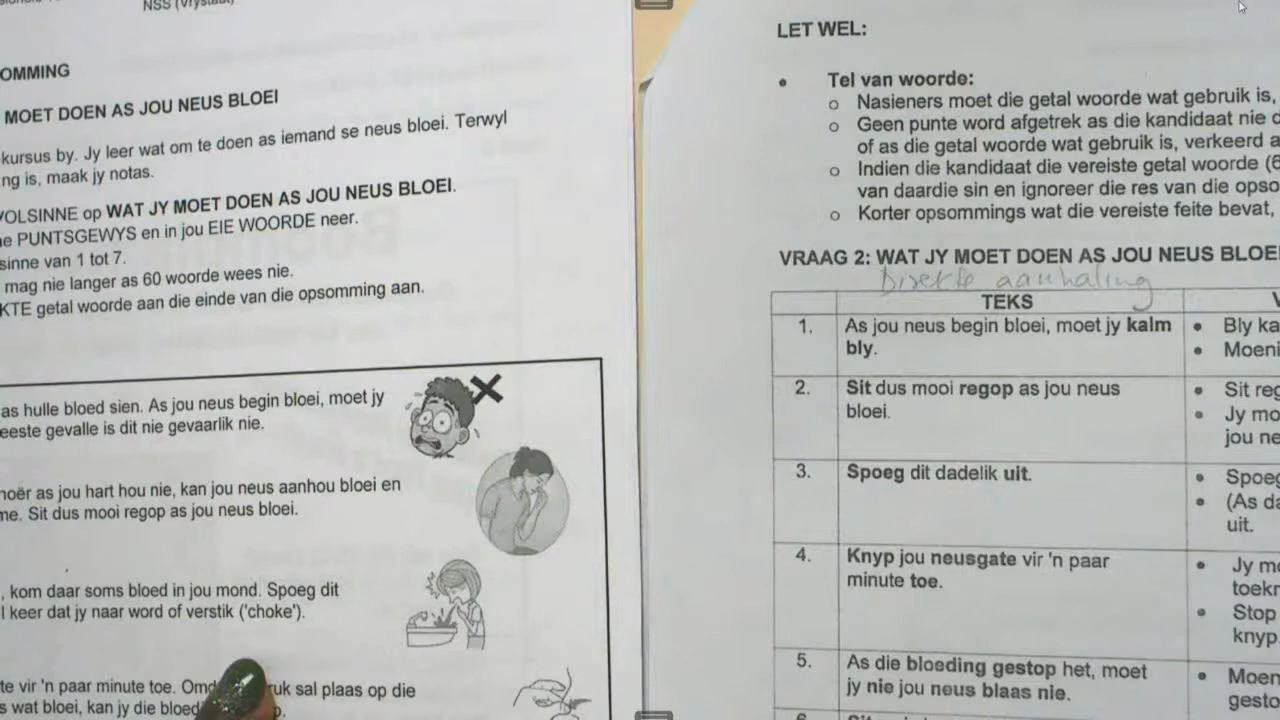 NSS (Vrystaat)
OMMING
MOET DOEN AS JOU NEUS BLOEI
kursus by. Jy leer wat om te doen as iemand se neus bloei. Terwyl
ng is, maak jy notas.
VOLSINNE op WAT JY MOET DOEN AS JOU NEUS BLOEI.
e PUNTSGEWYS en in jou EIE WOORDE neer.
sinne van 1 tot 7.
mag nie langer as 60 woorde wees nie.
KTE getal woorde aan die einde van die opsomming aan.
as hulle bloed sien. As jou neus begin bloei, moet jy
eeste gevalle is dit nie gevaarlik nie.
hoër as jou hart hou nie, kan jou neus aanhou bloei en
me. Sit dus mooi regop as jou neus bloei.
, kom daar soms bloed in jou mond. Spoeg dit
l keer dat jy naar word of verstik ('choke').
te vir 'n paar minute toe. Omd ruk sal plaas op die
s wat bloei, kan jy die bloed p.
LET WEL:
• Tel van woorde:
o Nasieners moet die getal woorde wat gebruik is,
o Geen punte word afgetrek as die kandidaat nie d
of as die getal woorde wat gebruik is, verkeerd a
o Indien die kandidaat die vereiste getal woorde (6
van daardie sin en ignoreer die res van die opso
o Korter opsommings wat die vereiste feite bevat,
VRAAG 2: WAT JY MOET DOEN AS JOU NEUS BLOEI
Direkte aanhaling
TEKS
1. As jou neus begin bloei, moet jy kalm • Bly ka
bly. • Moeni
2. Sit dus mooi regop as jou neus • Sit reg
bloei. • Jy mo
jou ne
3. Spoeg dit dadelik uit. • Spoeg
• (As da
uit.
4. Knyp jou neusgate vir 'n paar • Jy mo
minute toe. toekn
• Stop
knyp
5. As die bloeding gestop het, moet • Moen
jy nie jou neus blaas nie. gesto